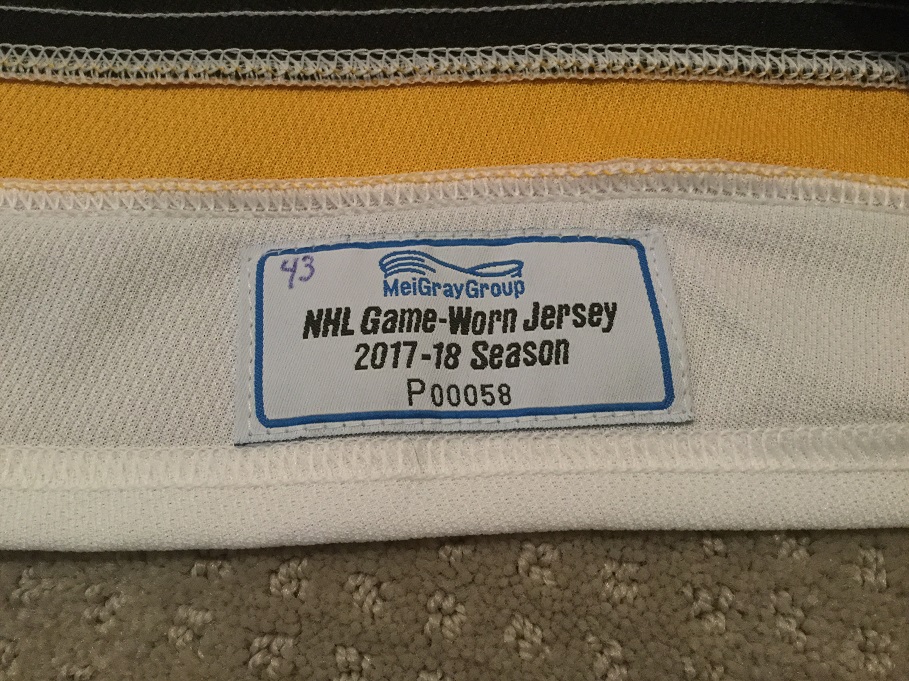 43
MeiGrayGroup
NHL Game-Worn Jersey
2017-18 Season
P00058